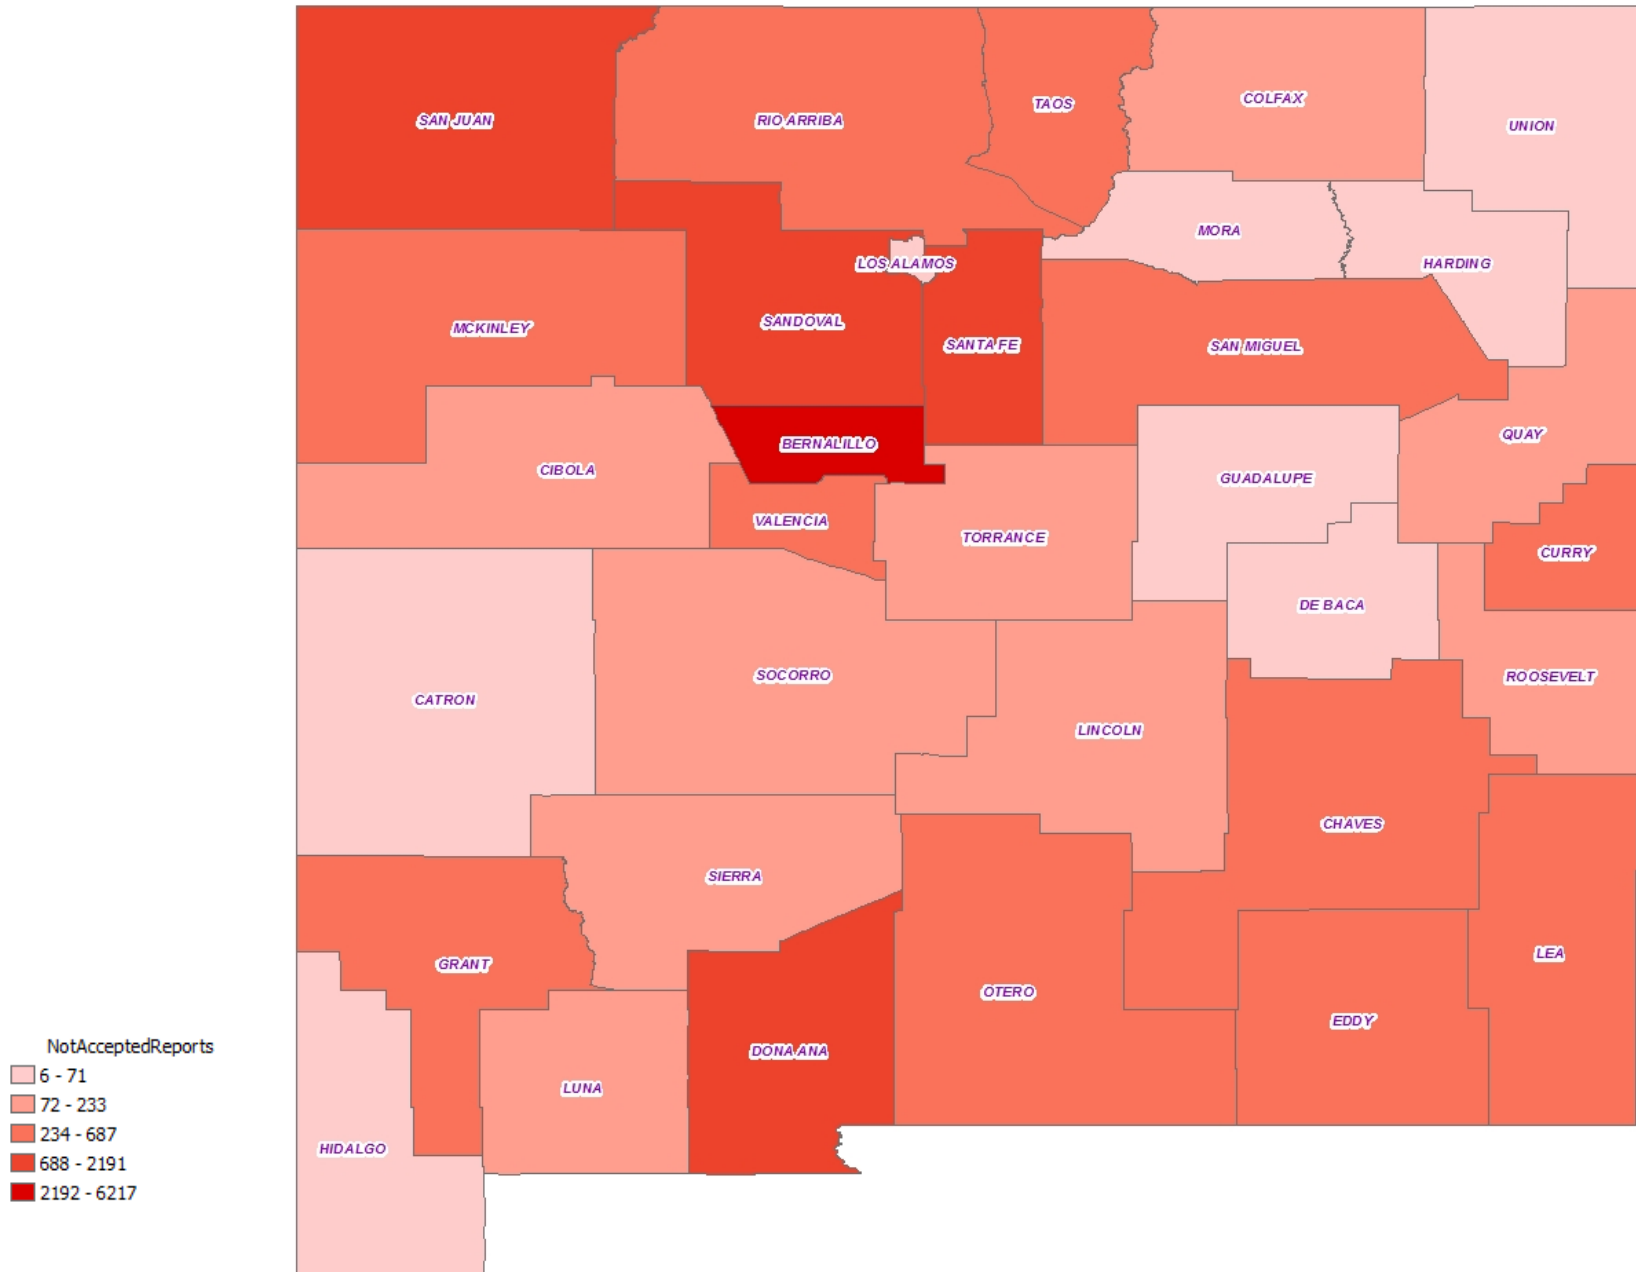 TAOS
COLFAX
SAN JUAN
RIO ARRIBA
UNION
MORA
LOS ALAMOS
HARDING
SANDOVAL
MCKINLEY
SANTA FE
SAN MIGUEL
QUAY
BERNALILLO
CIBOLA
GUADALUPE
VALENCIA
TORRANCE
CURRY
DE BACA
SOCORRO
ROOSEVELT
CATRON
LINCOLN
CHAVES
SIERRA
LEA
GRANT
OTERO
EDDY
DONA ANA
LUNA
HIDALGO
NotAcceptedReports
6 - 71
72 - 233
234 - 687
688 - 2191
2192 - 6217